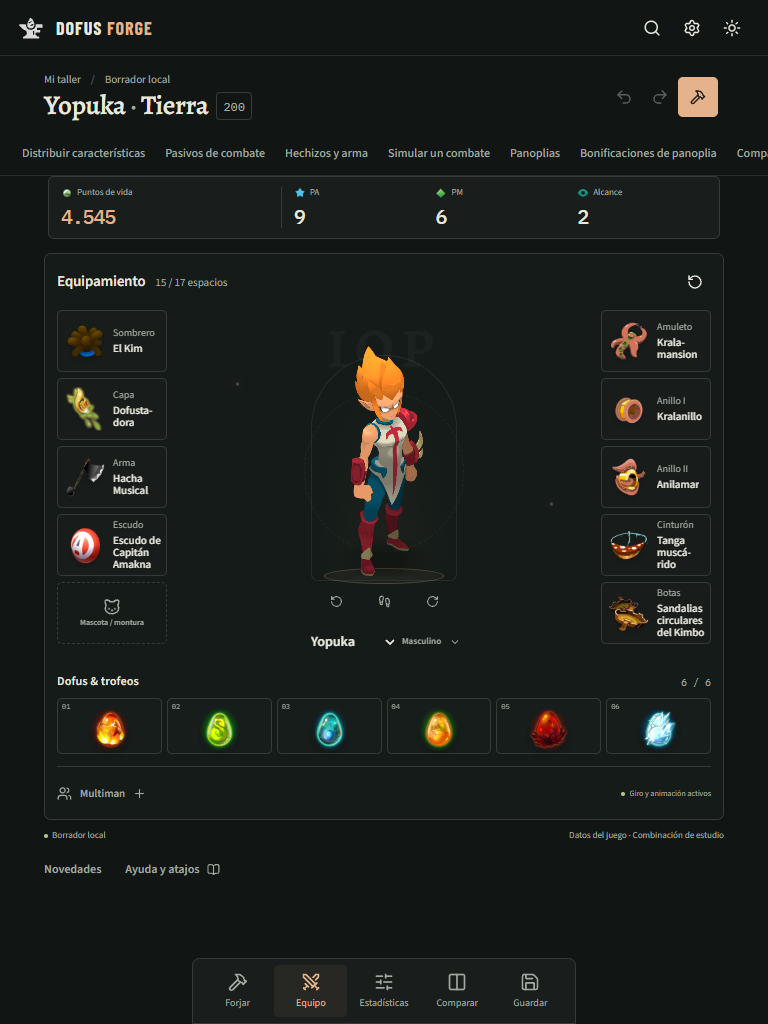 DOFUS FORGE
Mi taller / Borrador local
Yopuka · Tierra 200
Distribuir características Pasivos de combate Hechizos y arma Simular un combate Panoplias Bonificaciones de panoplia Comp
Puntos de vida PA PM Alcance
4.545 9 6 2
Equipamiento 15 / 17 espacios
IOP
Sombrero
El Kim
Capa
Dofusta-
dora
Arma
Hacha
Musical
Escudo
Escudo de
Capitán
Amakna
Mascota / montura
Amuleto
Krala-
mansion
Anillo I
Kralanillo
Anillo II
Anilamar
Cinturón
Tanga
muscá-
rido
Botas
Sandalias
circulares
del Kimbo
Yopuka Masculino
Dofus & trofeos 6 / 6
01 02 03 04 05 06
Multiman
Giro y animación activos
Borrador local Datos del juego · Combinación de estudio
Novedades Ayuda y atajos
Forjar Equipo Estadísticas Comparar Guardar